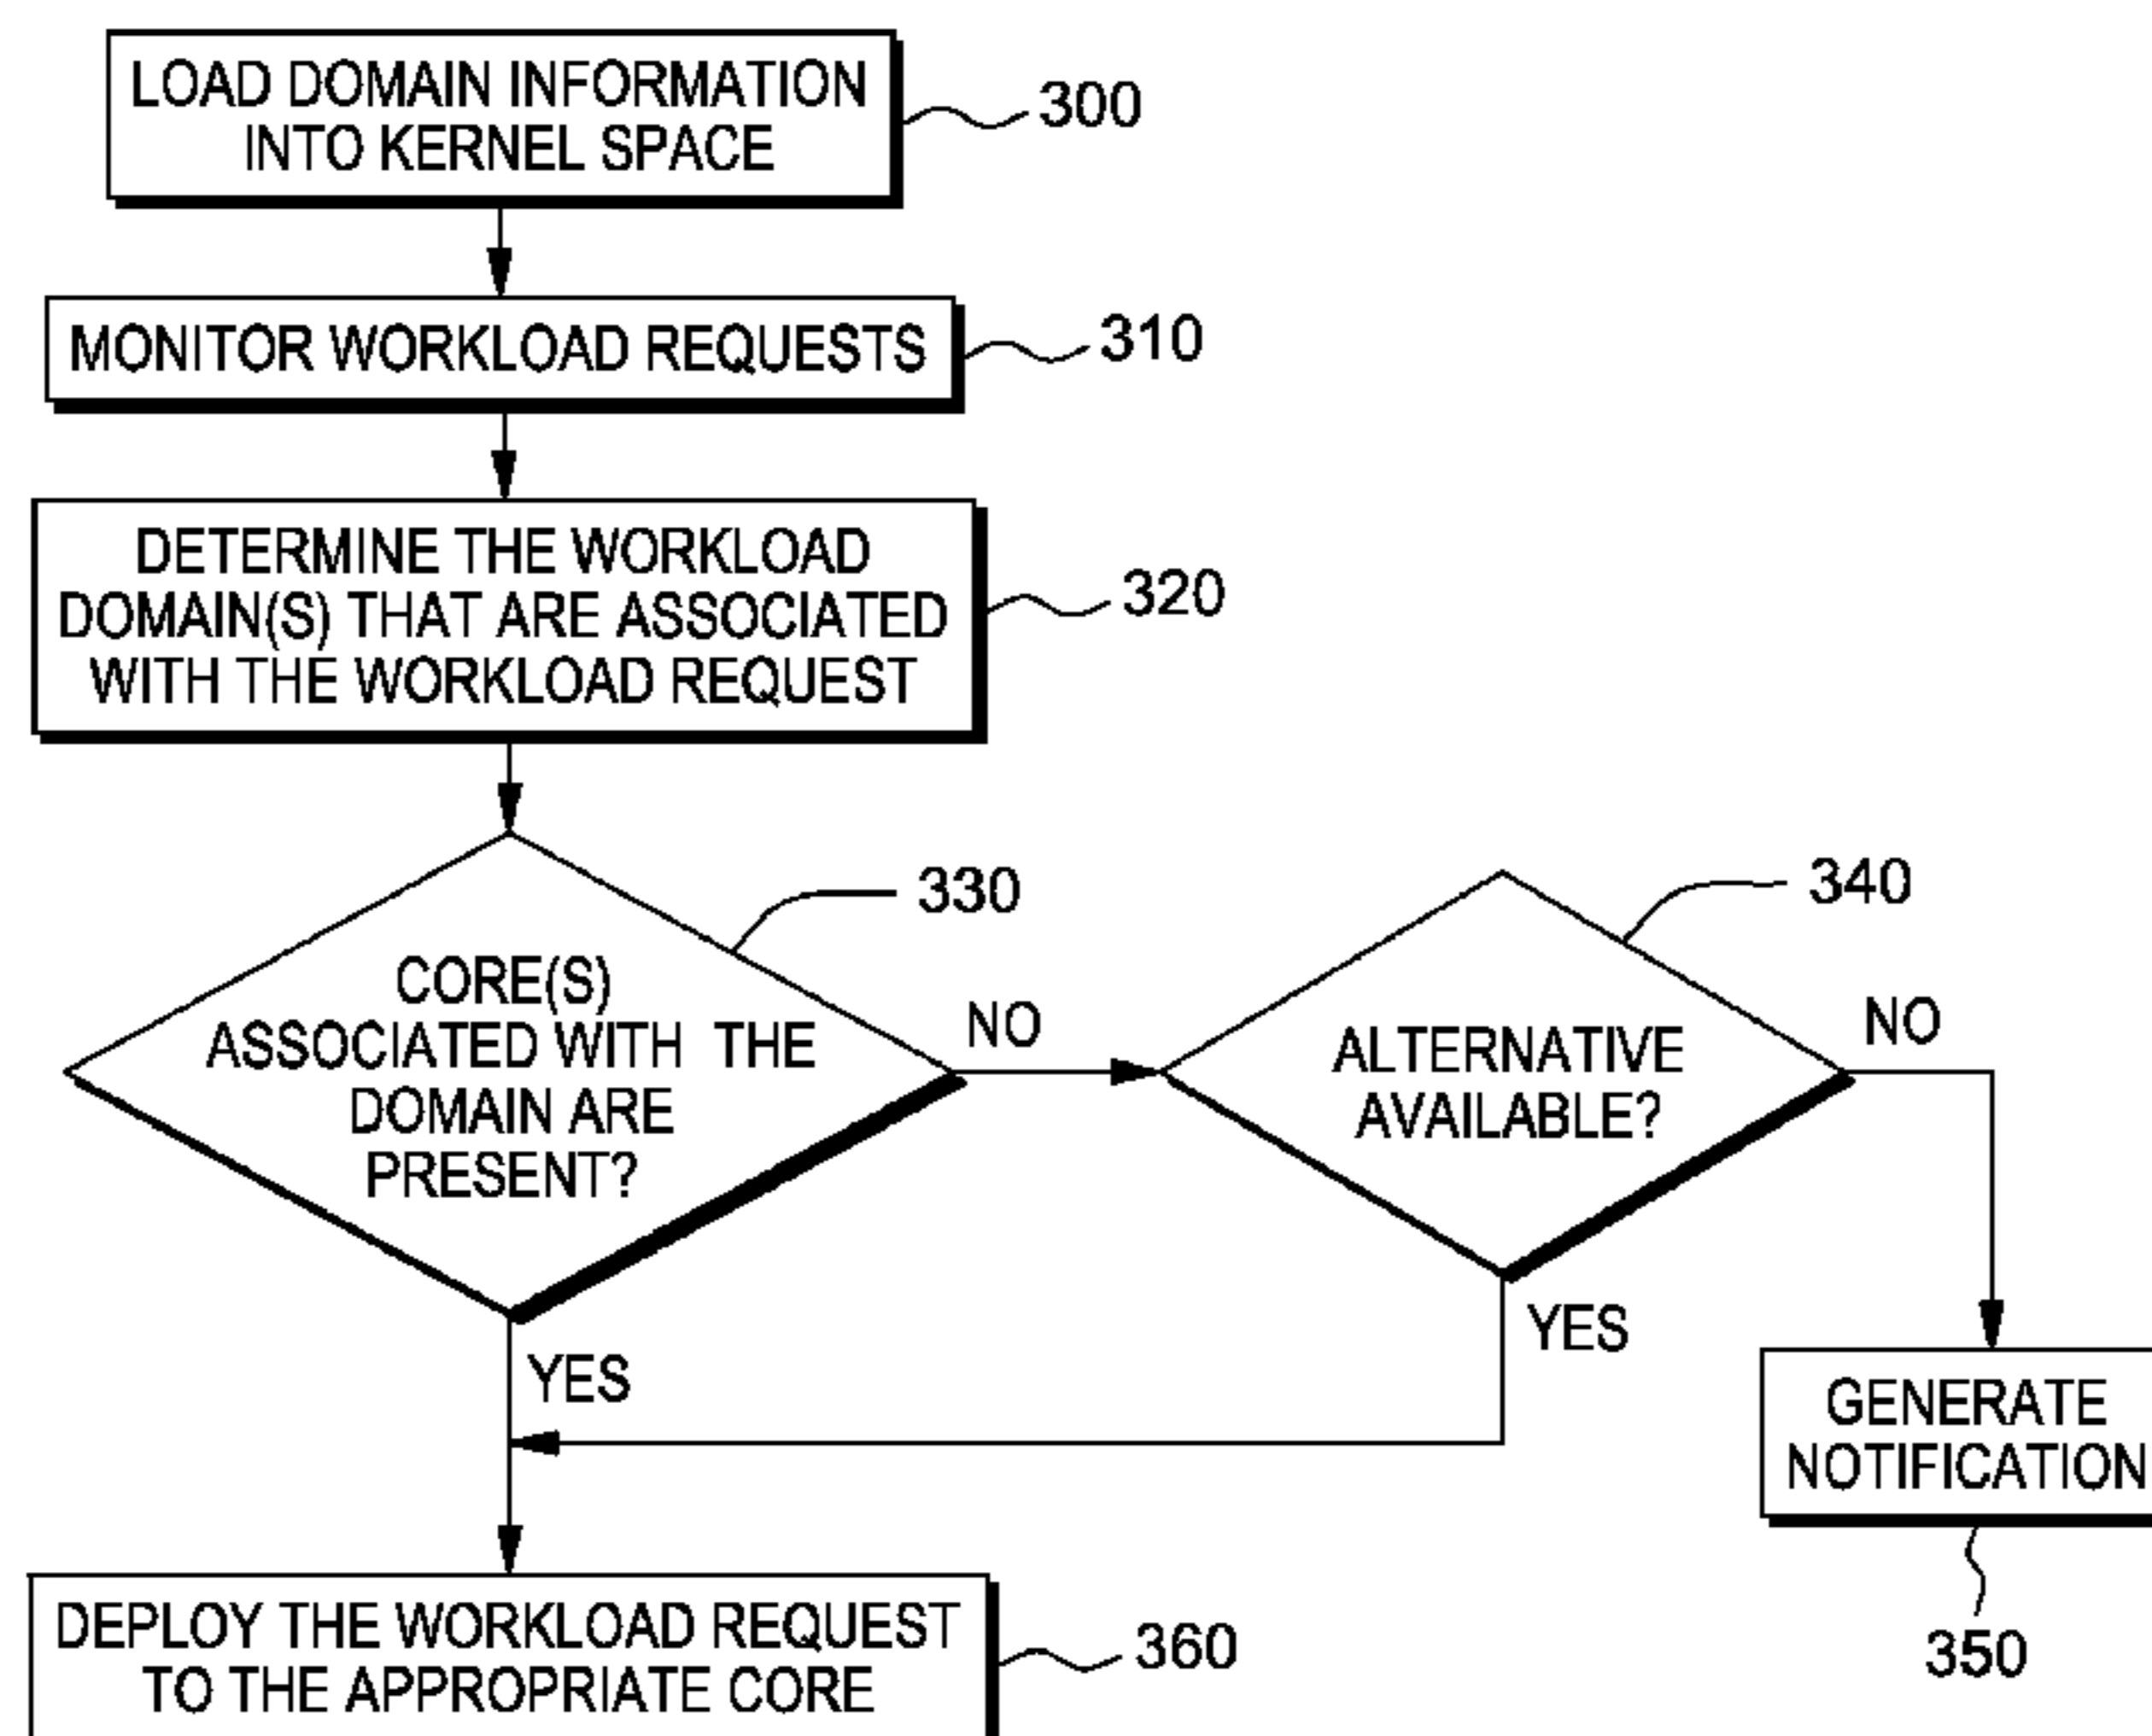 LOAD DOMAIN INFORMATION
INTO KERNEL SPACE
300
MONITOR WORKLOAD REQUESTS
310
DETERMINE THE WORKLOAD
DOMAIN(S) THAT ARE ASSOCIATED
WITH THE WORKLOAD REQUEST
320
330
CORE(S)
ASSOCIATED WITH THE
DOMAIN ARE
PRESENT?
NO
340
ALTERNATIVE
AVAILABLE?
NO
YES
YES
GENERATE
NOTIFICATION
350
DEPLOY THE WORKLOAD REQUEST
TO THE APPROPRIATE CORE
360